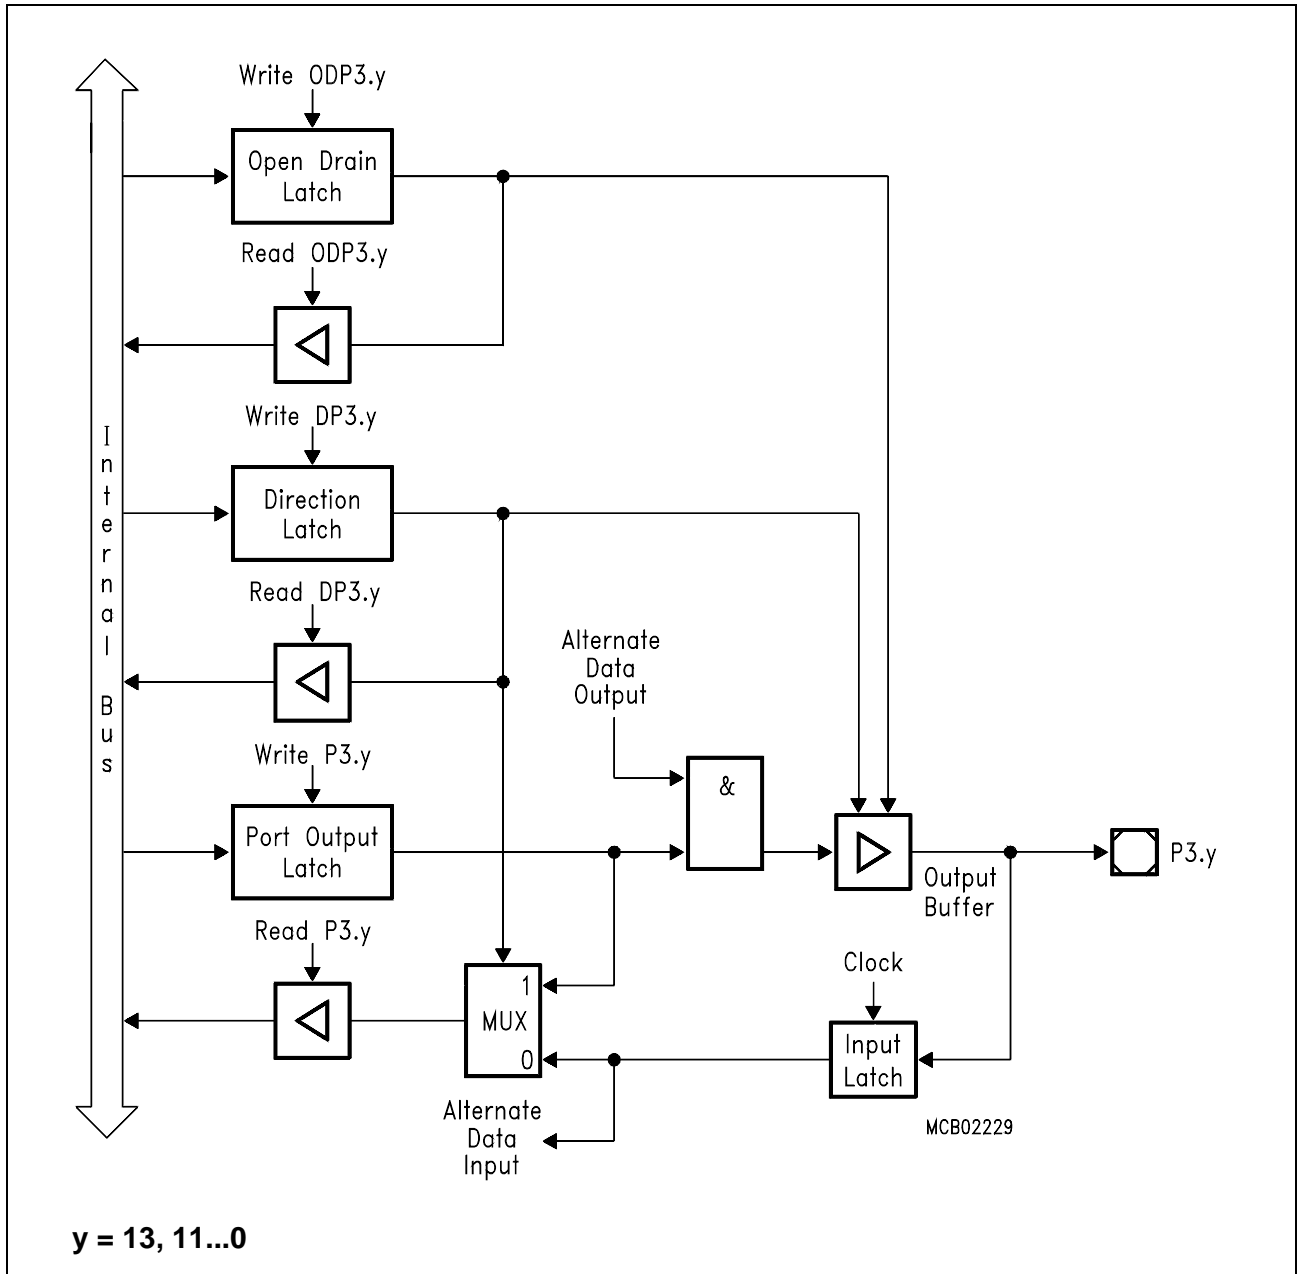 Write ODP3.y
Open Drain
Latch
Read ODP3.y
Write DP3.y
Internal Bus
Direction
Latch
Read DP3.y
Alternate
Data
Output
Write P3.y
&
Port Output
Latch
P3.y
Output
Buffer
Read P3.y
Clock
1
MUX
0
Input
Latch
Alternate
Data
Input
MCB02229
y = 13, 11...0